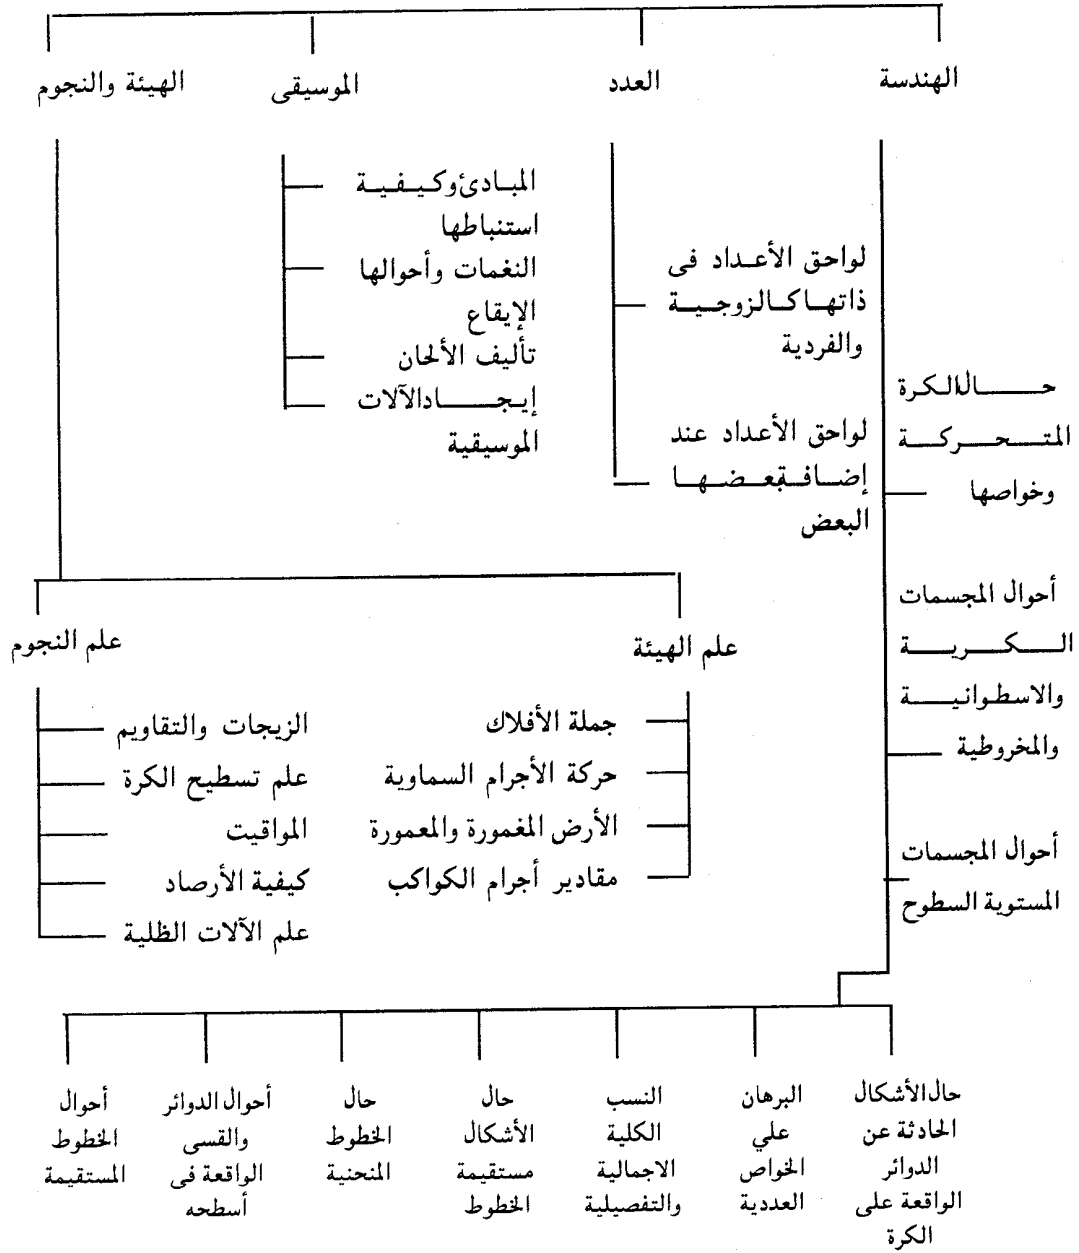 الهندسة
العدد
الموسيقى
الهيئة والنجوم
حال الكرة
المتحركة
وخواصها
أحوال المجسمات
الكرية
والاسطوانية
والمخروطية
أحوال المجسمات
المستوية السطوح
لواحق الأعداد فى
ذاتها كالزوجية
والفردية
لواحق الأعداد عند
إضافة بعضها
البعض
المبادئ وكيفية
استنباطها
النغمات وأحوالها
الإيقاع
تأليف الألحان
إيجاد الآلات
الموسيقية
علم الهيئة
جملة الأفلاك
حركة الأجرام السماوية
الأرض المغمورة والمعمورة
مقادير أجرام الكواكب
علم النجوم
الزيجات والتقاويم
علم تسطيح الكرة
المواقيت
كيفية الأرصاد
علم الآلات الظلية
حال الأشكال
الحادثة عن
الدوائر
الواقعة على
الكرة
البرهان
علي
الخواص
العددية
النسب
الكلية
الاجمالية
والتفصيلية
حال
الأشكال
مستقيمة
الخطوط
حال
الخطوط
المنحنية
أحوال الدوائر
والقسى
الواقعة فى
أسطحه
أحوال
الخطوط
المستقيمة